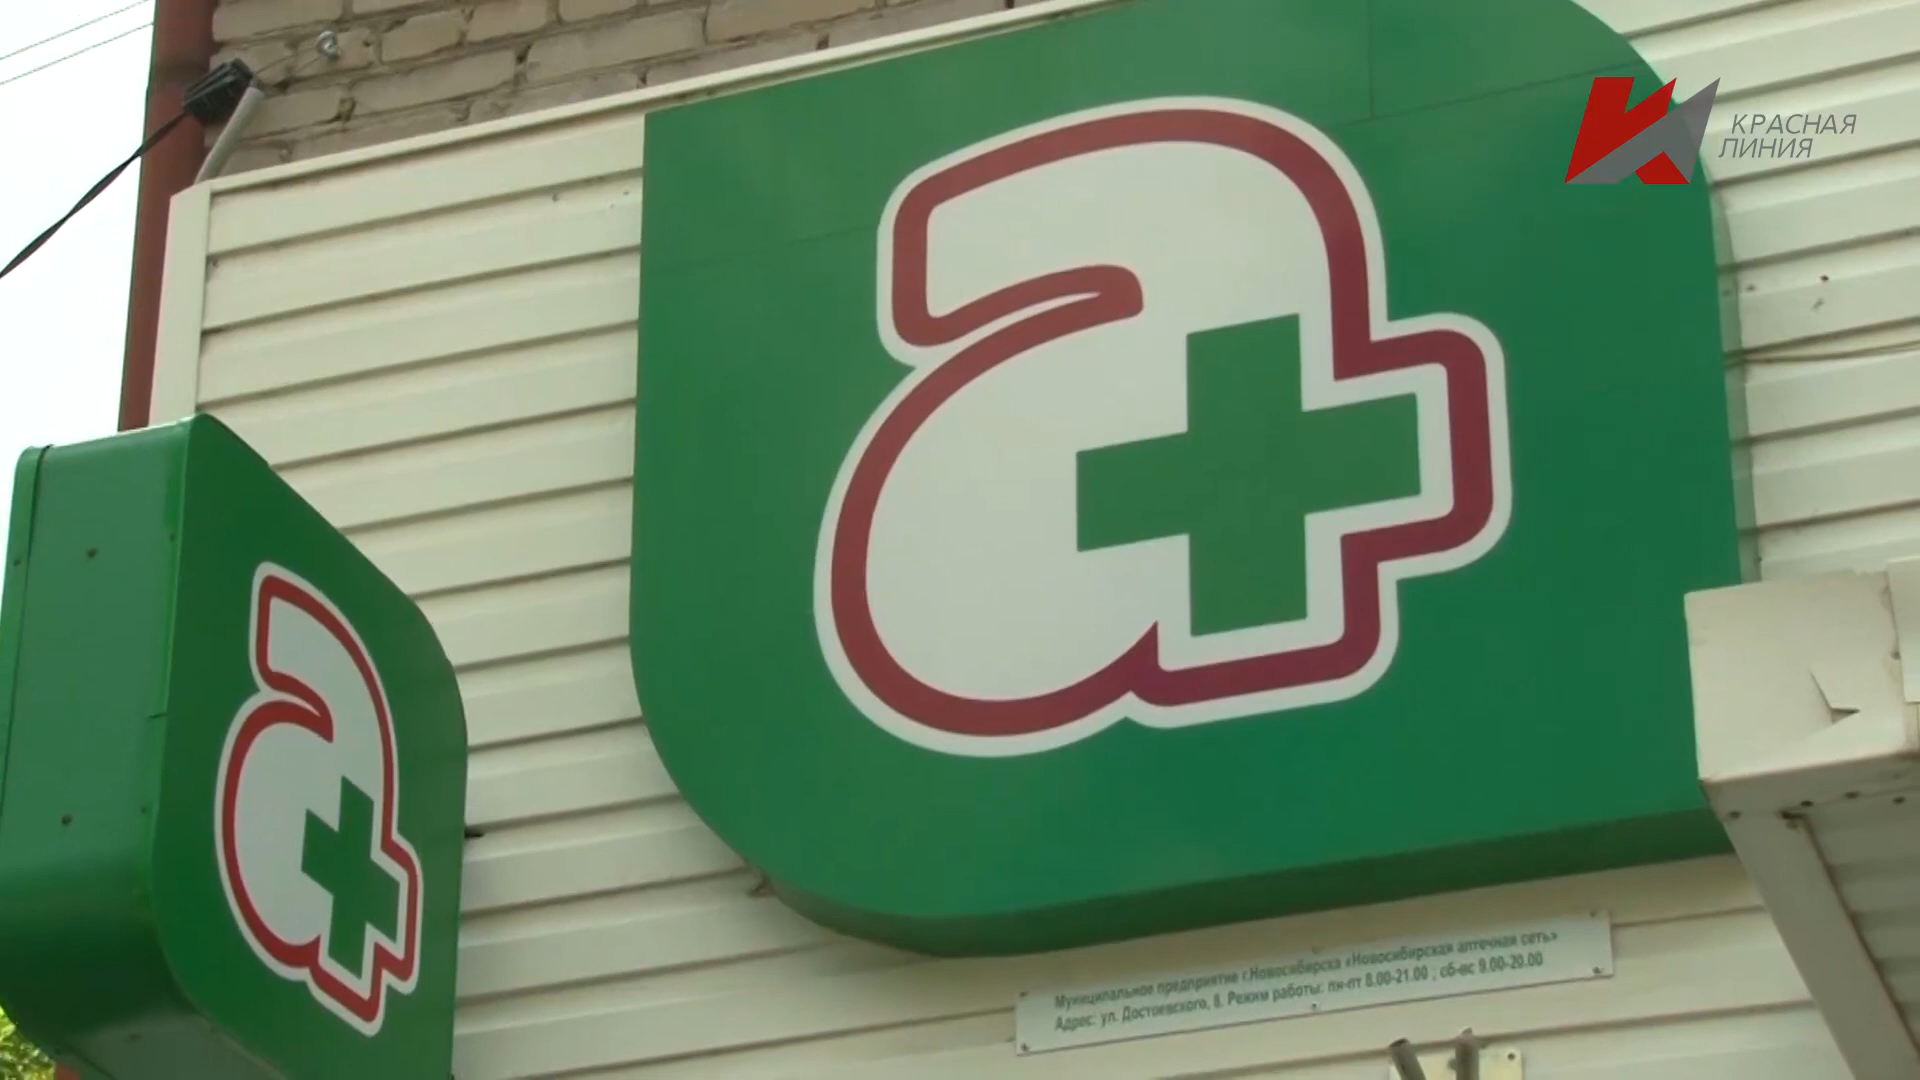 КРАСНАЯ
ЛИНИЯ
а
а
Муниципальное предприятие г.Новосибирска «Новосибирская аптечная сеть»
Адрес: ул. Достоевского, 8. Режим работы: пн-пт 8.00-21.00 ; сб-вс 9.00-20.00